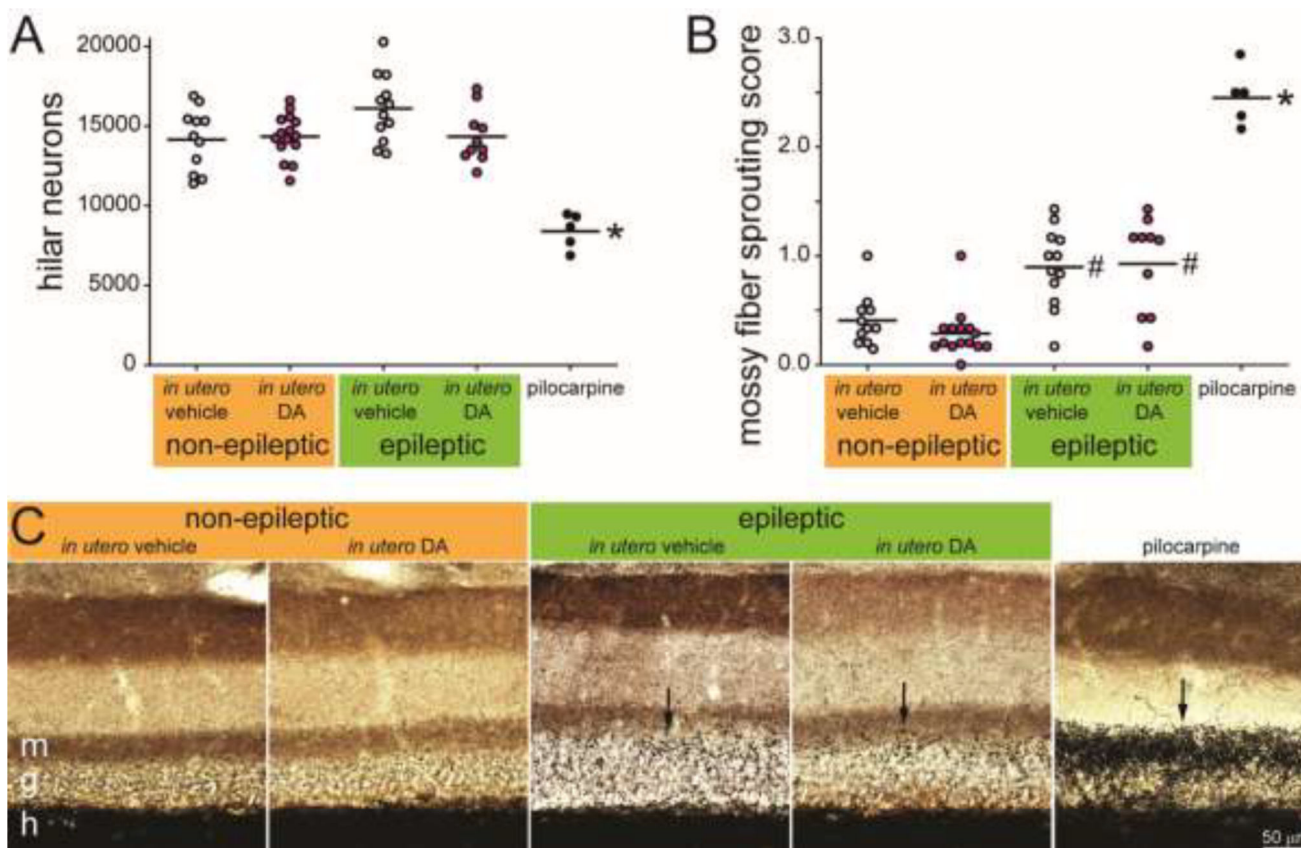 A
hilar neurons
20000
15000
10000
5000
0
in utero vehicle
in utero DA
in utero vehicle
in utero DA
pilocarpine
non-epileptic
epileptic
*
B
mossy fiber sprouting score
3.0
2.5
2.0
1.0
0.0
in utero vehicle
in utero DA
in utero vehicle
in utero DA
pilocarpine
non-epileptic
epileptic
#
#
*
C
non-epileptic
epileptic
in utero vehicle
in utero DA
in utero vehicle
in utero DA
pilocarpine
m
g
h
50